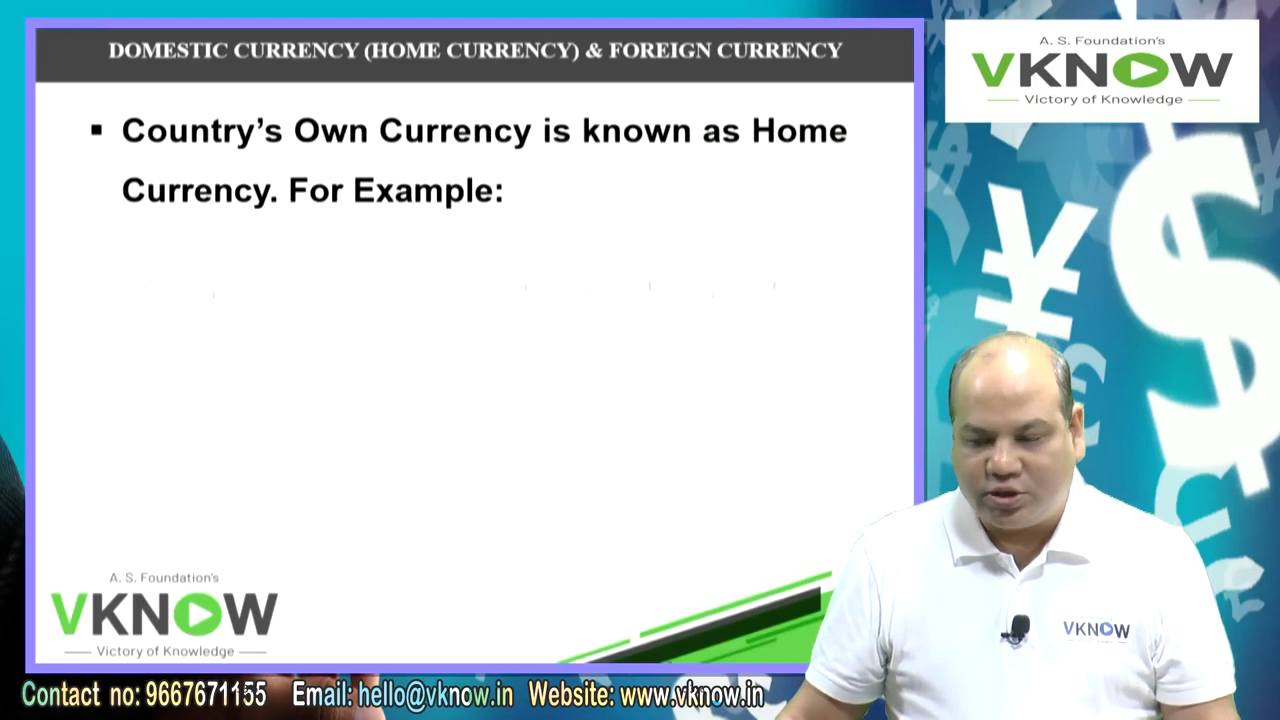 DOMESTIC CURRENCY (HOME CURRENCY) & FOREIGN CURRENCY
▪ Country’s Own Currency is known as Home
Currency. For Example:
A. S. Foundation's
VKNOW
Victory of Knowledge
A. S. Foundation's
VKNOW
Victory of Knowledge
VKNOW
Contact no: 9667671155 Email: hello@vknow.in Website: www.vknow.in